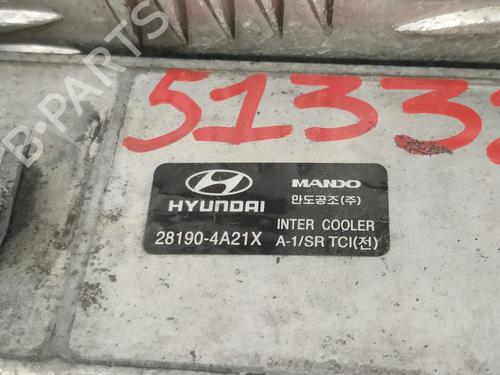 5133
HYUNDAI
28190-4A21X
MANDO
만도공조(주)
INTER COOLER
A-1/SR TCI(전)
B-PARTS